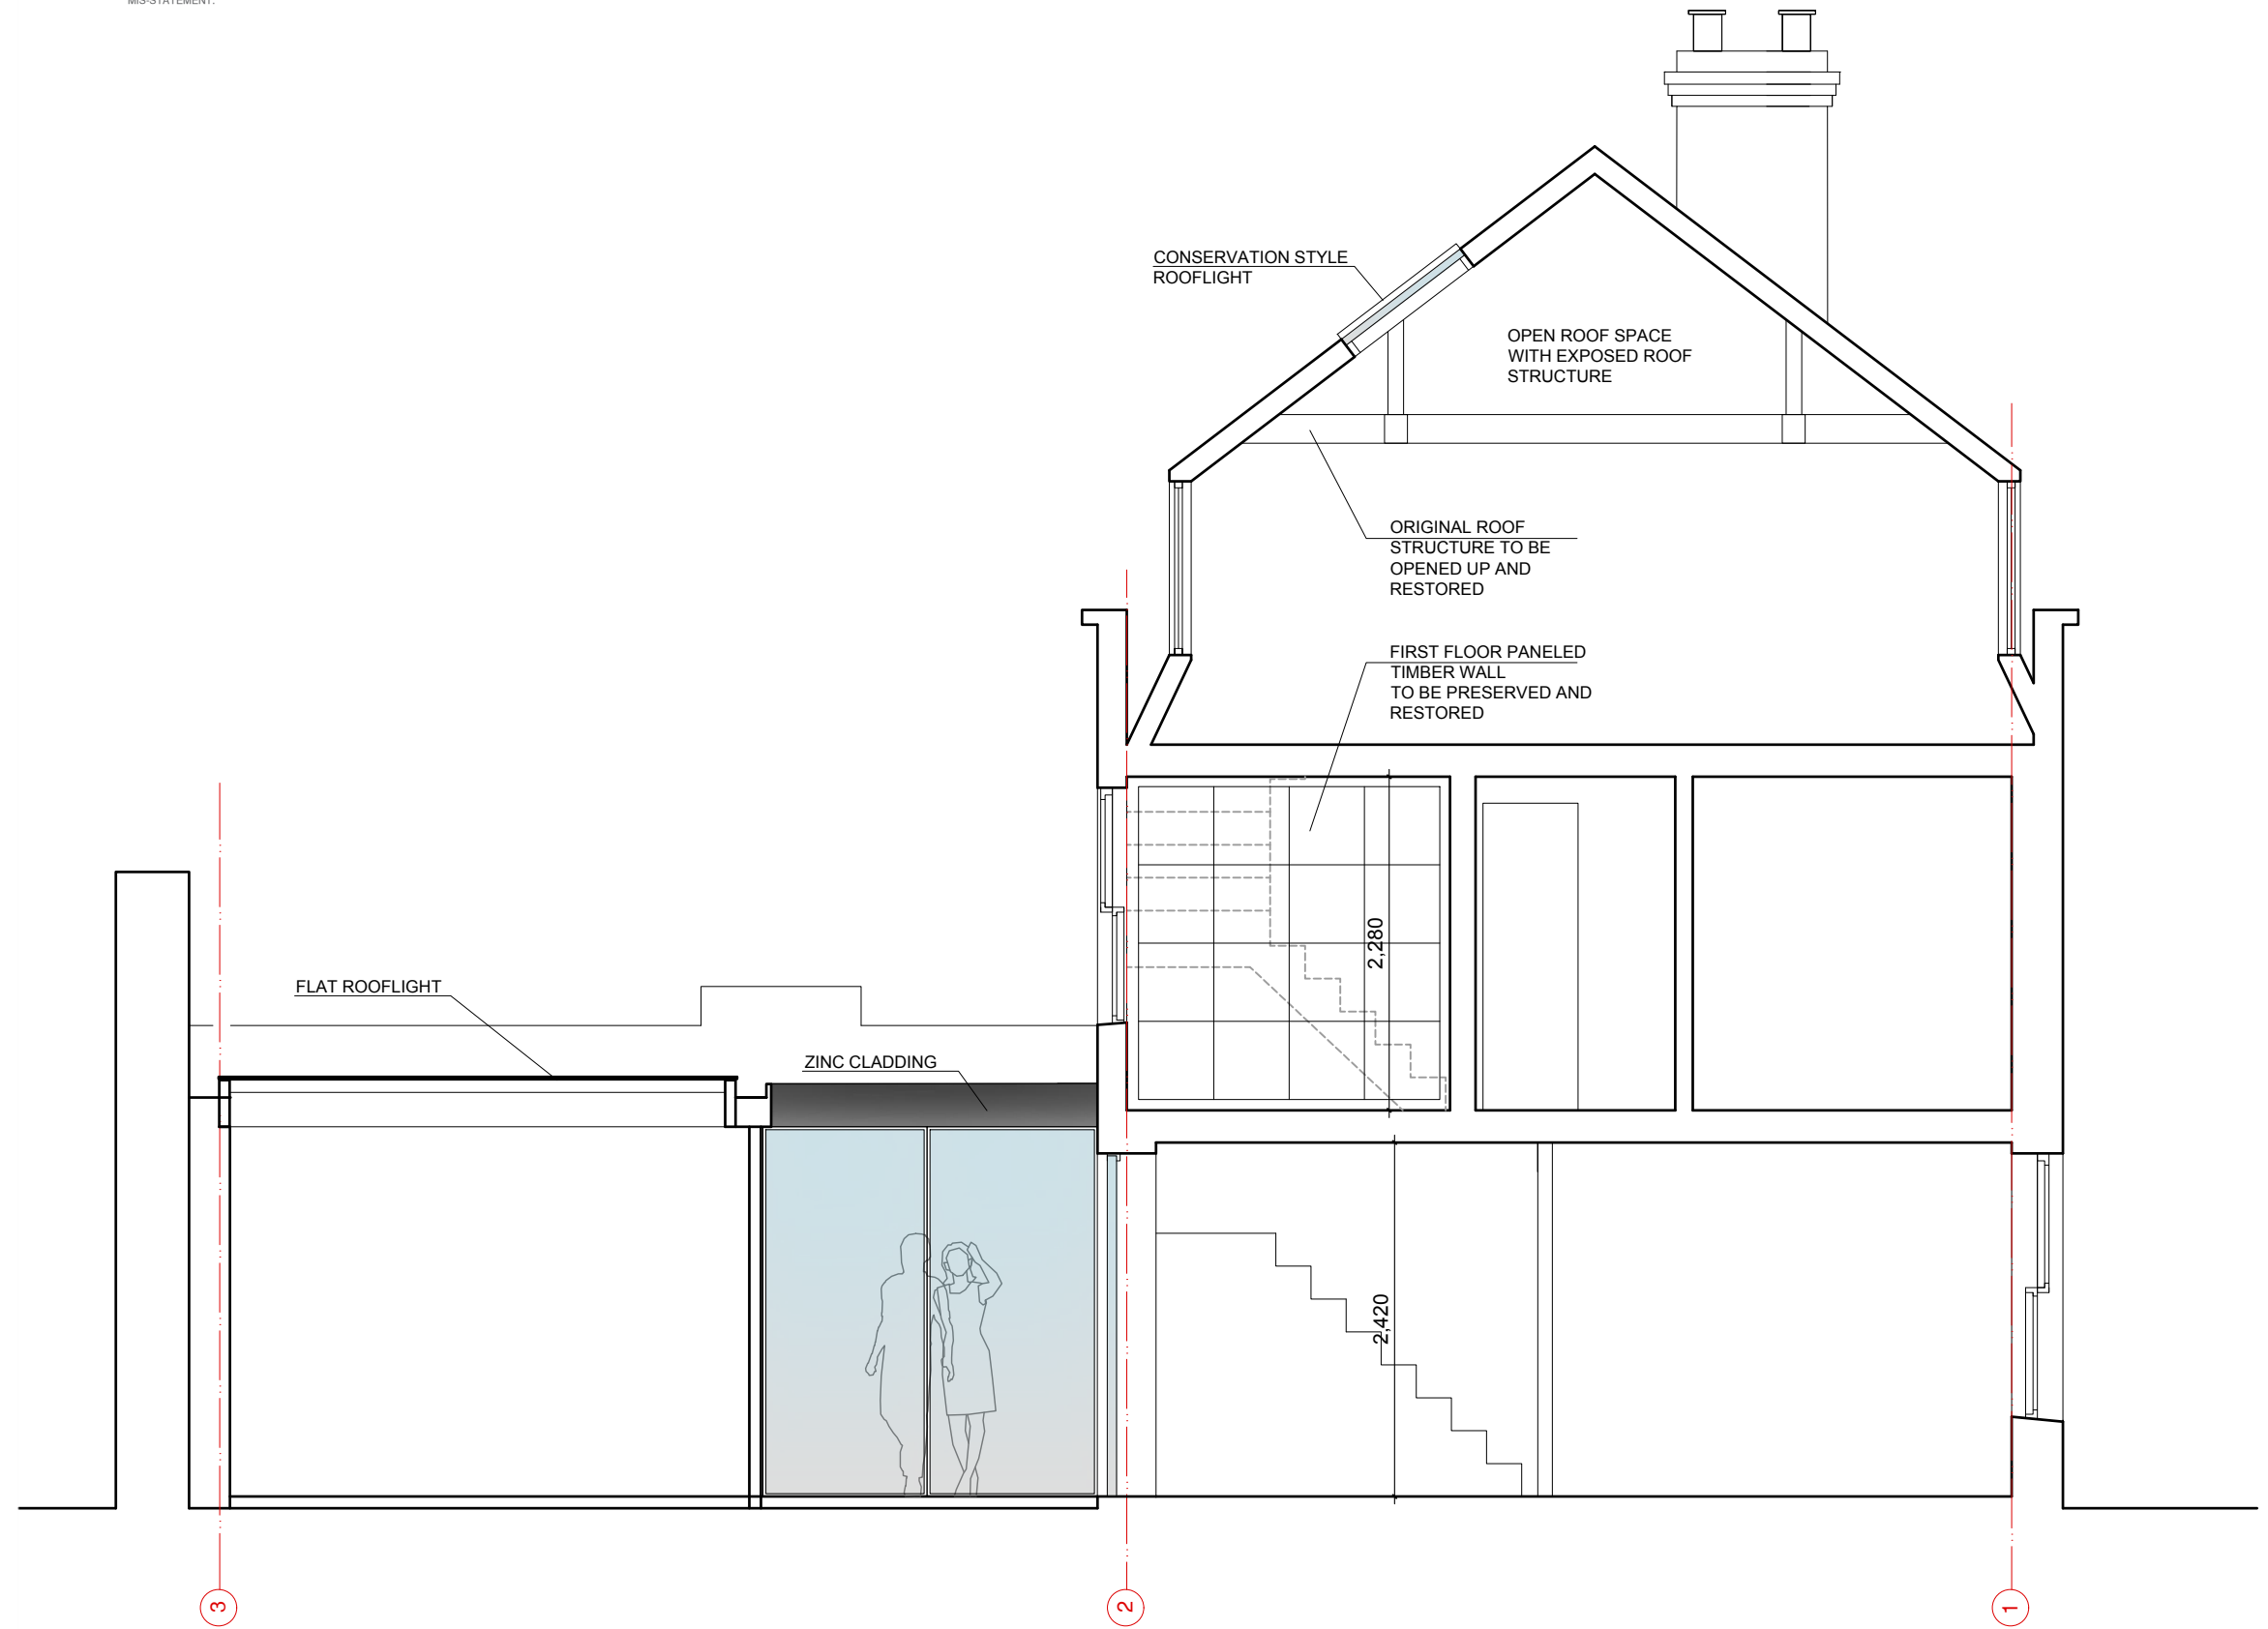 MIS-STATEMENT.
CONSERVATION STYLE
ROOFLIGHT
OPEN ROOF SPACE
WITH EXPOSED ROOF
STRUCTURE
ORIGINAL ROOF
STRUCTURE TO BE
OPENED UP AND
RESTORED
FIRST FLOOR PANELED
TIMBER WALL
TO BE PRESERVED AND
RESTORED
2,280
FLAT ROOFLIGHT
ZINC CLADDING
2,420
3
2
1